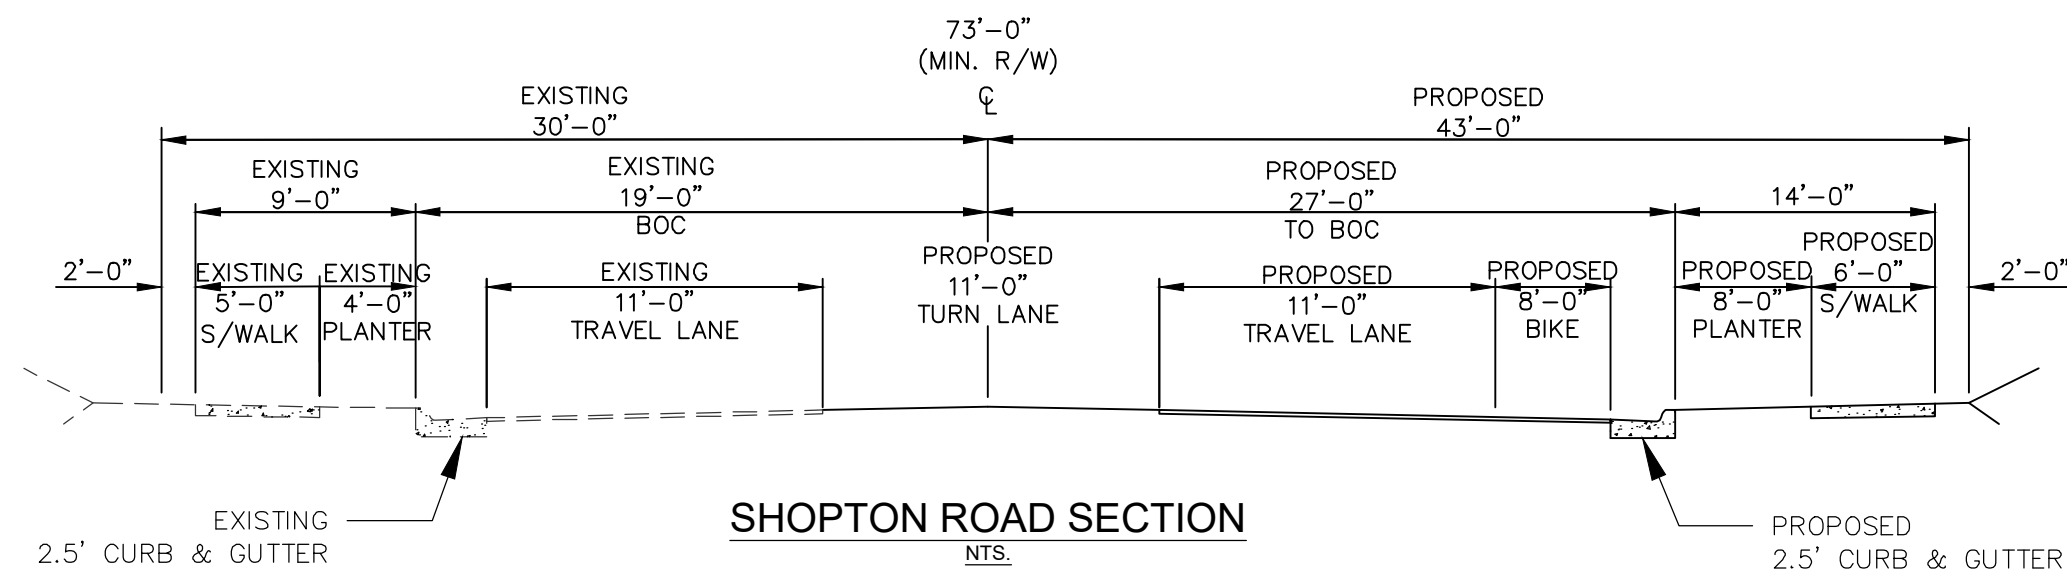 73'-0"
(MIN. R/W)
℄
EXISTING
30'-0"
PROPOSED
43'-0"
EXISTING
9'-0"
EXISTING
19'-0"
BOC
PROPOSED
27'-0"
TO BOC
14'-0"
2'-0"
EXISTING
5'-0"
S/WALK
EXISTING
4'-0"
PLANTER
EXISTING
11'-0"
TRAVEL LANE
PROPOSED
11'-0"
TURN LANE
PROPOSED
11'-0"
TRAVEL LANE
PROPOSED
8'-0"
BIKE
PROPOSED
8'-0"
PLANTER
PROPOSED
6'-0"
S/WALK
2'-0"
EXISTING
2.5' CURB & GUTTER
SHOPTON ROAD SECTION
NTS.
PROPOSED
2.5' CURB & GUTTER